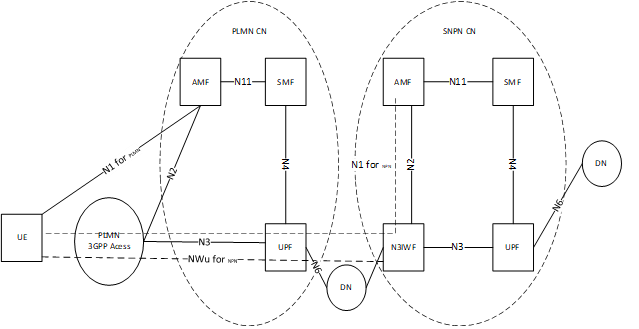 PLMN CN
SNPN CN
AMF
N11
SMF
AMF
N11
SMF
N1 for PLMN
N2
N4
N1 for NPN
N2
N4
DN
N6
UE
PLMN
3GPP Acess
N3
UPF
N3IWF
N3
UPF
NWu for NPN
N6
DN